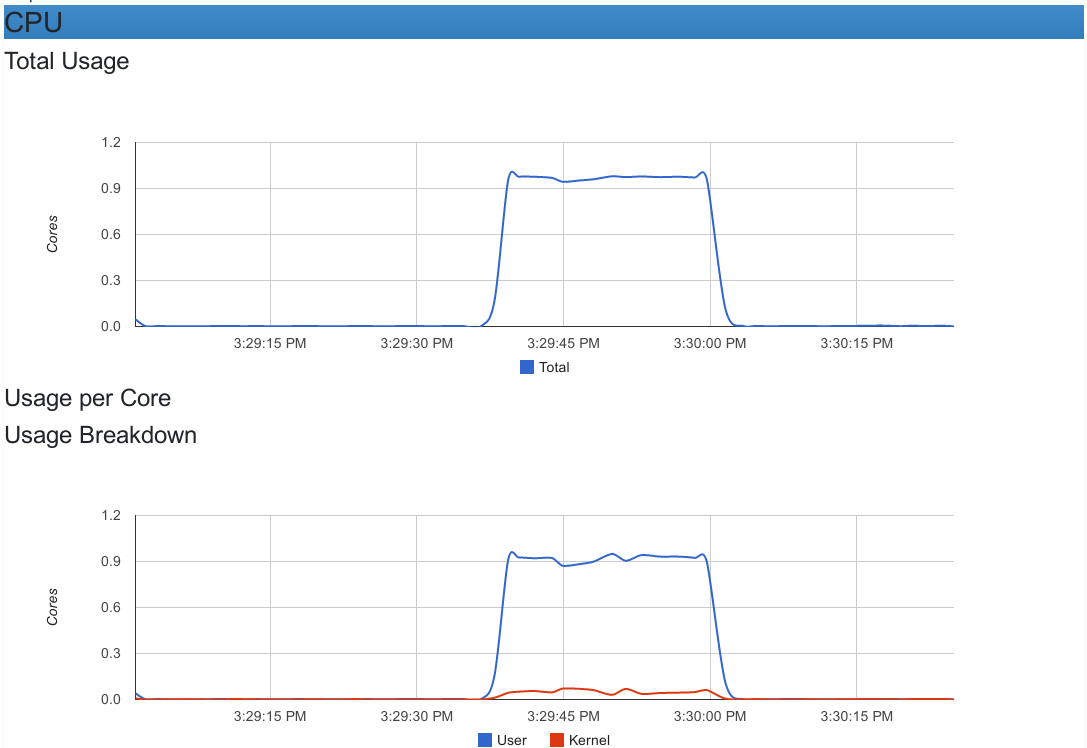 CPU
Total Usage
1.2
0.9
0.6
0.3
0.0
Cores
3:29:15 PM 3:29:30 PM 3:29:45 PM 3:30:00 PM 3:30:15 PM
Total
Usage per Core
Usage Breakdown
1.2
0.9
0.6
0.3
0.0
Cores
3:29:15 PM 3:29:30 PM 3:29:45 PM 3:30:00 PM 3:30:15 PM
User Kernel